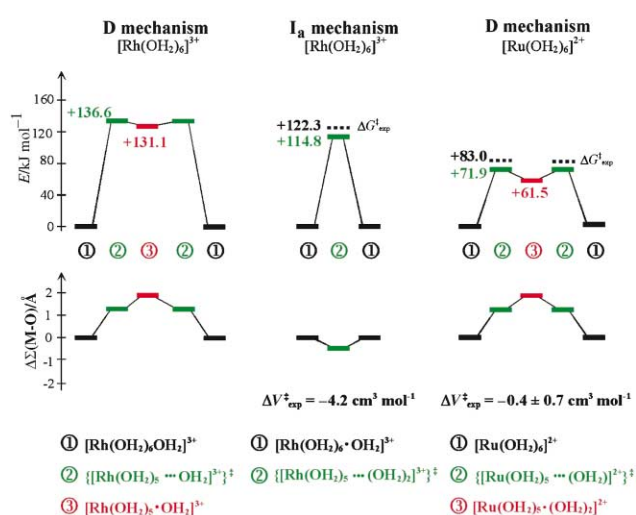 D mechanism
[Rh(OH₂)₆]³⁺
Iₐ mechanism
[Rh(OH₂)₆]³⁺
D mechanism
[Ru(OH₂)₆]²⁺
E/kJ mol⁻¹
160
120
80
40
0
+136.6
+131.1
+122.3
+114.8
ΔG‡exp
+83.0
+71.9
+61.5
ΔG‡exp
① ② ③ ② ①
① ② ①
① ② ③ ② ①
ΔΣ(M-O)/Å
2
1
0
-1
-2
ΔV‡exp = −4.2 cm³ mol⁻¹
ΔV‡exp = −0.4 ± 0.7 cm³ mol⁻¹
① [Rh(OH₂)₆OH₂]³⁺
② {[Rh(OH₂)₅ ··· OH₂]³⁺}‡
③ [Rh(OH₂)₅·OH₂]³⁺
① [Rh(OH₂)₆·OH₂]³⁺
② {[Rh(OH₂)₅ ··· (OH₂)₂]³⁺}‡
① [Ru(OH₂)₆]²⁺
② {[Ru(OH₂)₅ ··· (OH₂)]²⁺}‡
③ [Ru(OH₂)₅·(OH₂)₂]²⁺